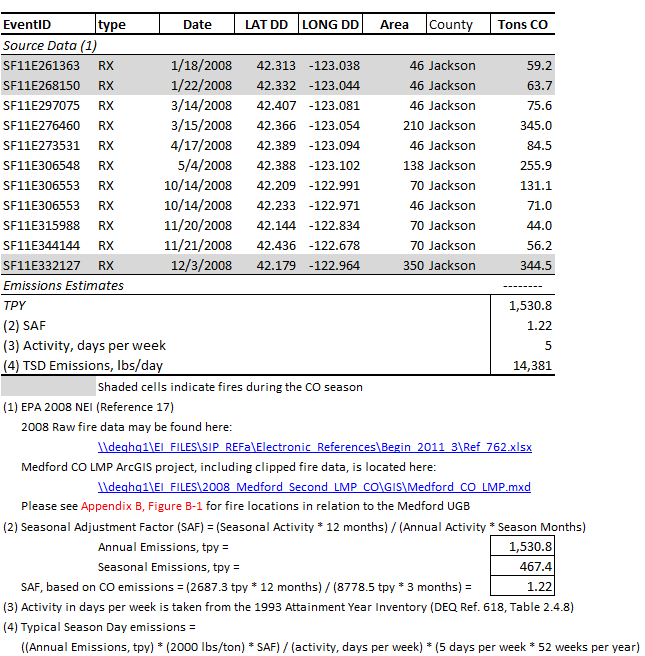 EventID type Date LAT DD LONG DD Area County Tons CO
Source Data (1)
SF11E261363 RX 1/18/2008 42.313 -123.038 46 Jackson 59.2
SF11E268150 RX 1/22/2008 42.332 -123.044 46 Jackson 63.7
SF11E297075 RX 3/14/2008 42.407 -123.081 46 Jackson 75.6
SF11E276460 RX 3/15/2008 42.366 -123.054 210 Jackson 345.0
SF11E273531 RX 4/17/2008 42.389 -123.094 46 Jackson 84.5
SF11E306548 RX 5/4/2008 42.388 -123.102 138 Jackson 255.9
SF11E306553 RX 10/14/2008 42.209 -122.991 70 Jackson 131.1
SF11E306553 RX 10/14/2008 42.233 -122.971 46 Jackson 71.0
SF11E315988 RX 11/20/2008 42.144 -122.834 70 Jackson 44.0
SF11E344144 RX 11/21/2008 42.436 -122.678 70 Jackson 56.2
SF11E332127 RX 12/3/2008 42.179 -122.964 350 Jackson 344.5
Emissions Estimates --------
TPY 1,530.8
(2) SAF 1.22
(3) Activity, days per week 5
(4) TSD Emissions, lbs/day 14,381
Shaded cells indicate fires during the CO season
(1) EPA 2008 NEI (Reference 17)
2008 Raw fire data may be found here:
\\deqhq1\EI_FILES\SIP_REFa\Electronic_References\Begin_2011_3\Ref_762.xlsx
Medford CO LMP ArcGIS project, including clipped fire data, is located here:
\\deqhq1\EI_FILES\2008_Medford_Second_LMP_CO\GIS\Medford_CO_LMP.mxd
Please see Appendix B, Figure B-1 for fire locations in relation to the Medford UGB
(2) Seasonal Adjustment Factor (SAF) = (Seasonal Activity * 12 months) / (Annual Activity * Season Months)
Annual Emissions, tpy = 1,530.8
Seasonal Emissions, tpy = 467.4
SAF, based on CO emissions = (2687.3 tpy * 12 months) / (8778.5 tpy * 3 months) = 1.22
(3) Activity in days per week is taken from the 1993 Attainment Year Inventory (DEQ Ref. 618, Table 2.4.8)
(4) Typical Season Day emissions =
((Annual Emissions, tpy) * (2000 lbs/ton) * SAF) / (activity, days per week) * (5 days per week * 52 weeks per year)